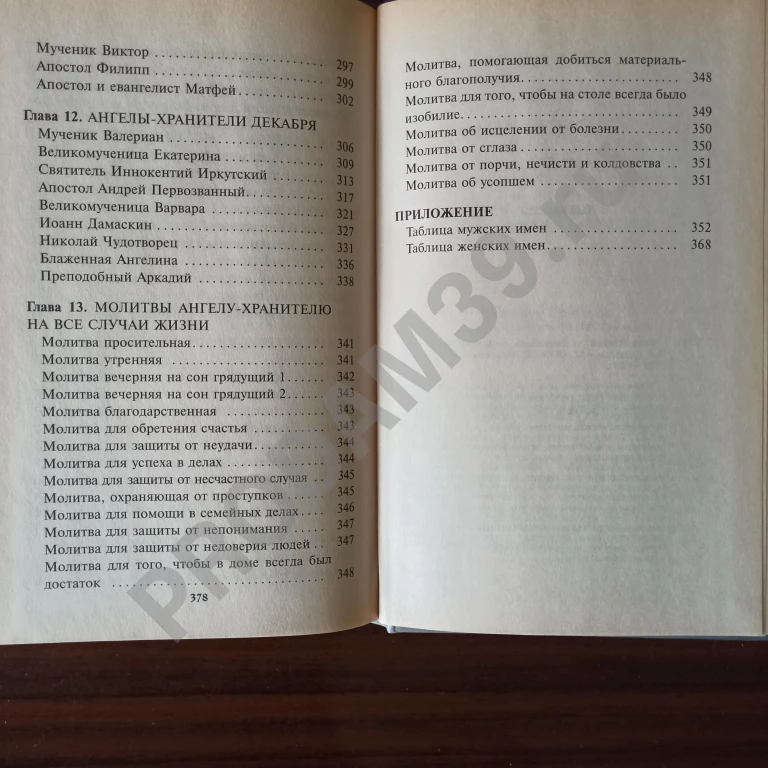 Мученик Виктор ........................ 297
Апостол Филипп ........................ 299
Апостол и евангелист Матфей ............ 302
Глава 12. АНГЕЛЫ-ХРАНИТЕЛИ ДЕКАБРЯ
Мученик Валериан ...................... 306
Великомученица Екатерина .............. 309
Святитель Иннокентий Иркутский ........ 313
Апостол Андрей Первозванный ........... 317
Великомученица Варвара ................ 321
Иоанн Дамаскин ........................ 327
Николай Чудотворец .................... 331
Блаженная Ангелина .................... 336
Преподобный Аркадий ................... 338
Глава 13. МОЛИТВЫ АНГЕЛУ-ХРАНИТЕЛЮ
НА ВСЕ СЛУЧАИ ЖИЗНИ
Молитва просительная .................. 341
Молитва утренняя ...................... 341
Молитва вечерняя на сон грядущий 1 .... 342
Молитва вечерняя на сон грядущий 2 .... 343
Молитва благодарственная .............. 343
Молитва для обретения счастья ......... 343
Молитва для защиты от неудачи ......... 344
Молитва для успеха в делах ............ 344
Молитва для защиты от несчастного случая .. 345
Молитва, охраняющая от проступков ..... 345
Молитва для помощи в семейных делах ... 346
Молитва для защиты от непонимания ..... 347
Молитва для защиты от недоверия людей .. 347
Молитва для того, чтобы в доме всегда был
достаток .............................. 348
378
Молитва, помогающая добиться материаль-
ного благополучия ..................... 348
Молитва для того, чтобы на столе всегда было
изобилие .............................. 349
Молитва об исцелении от болезни ....... 350
Молитва от сглаза ..................... 350
Молитва от порчи, нечисти и колдовства .. 351
Молитва об усопшем .................... 351
ПРИЛОЖЕНИЕ
Таблица мужских имен .................. 352
Таблица женских имен .................. 368